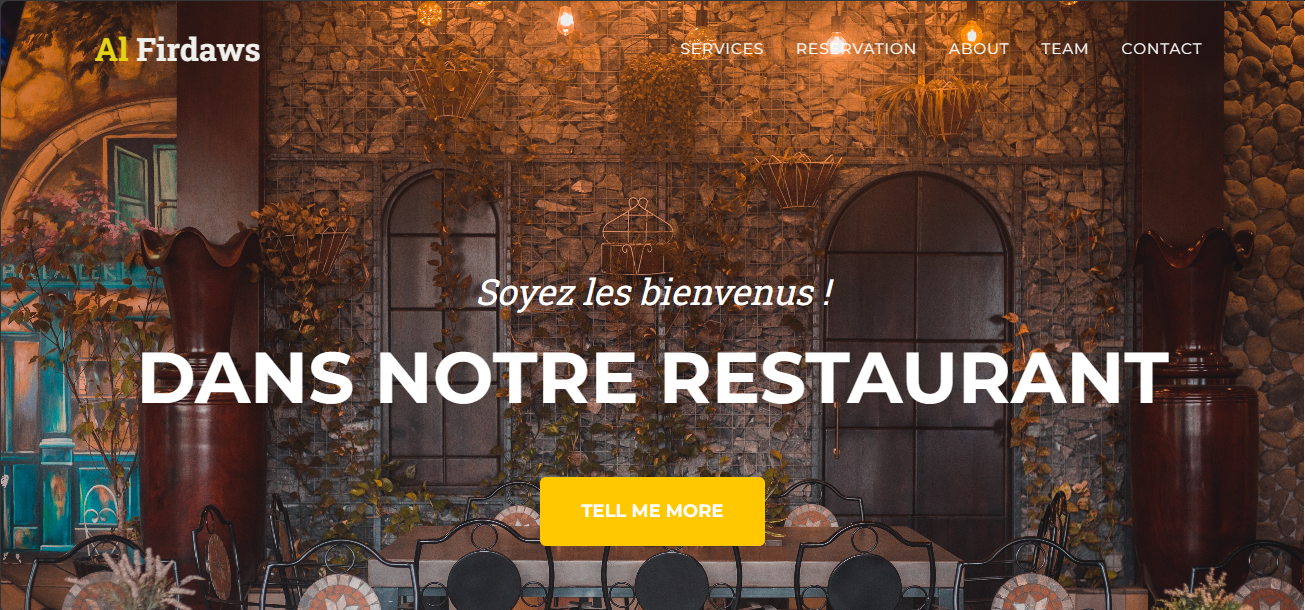 Al Firdaws
SERVICES RESERVATION ABOUT TEAM CONTACT
Soyez les bienvenus !
DANS NOTRE RESTAURANT
TELL ME MORE